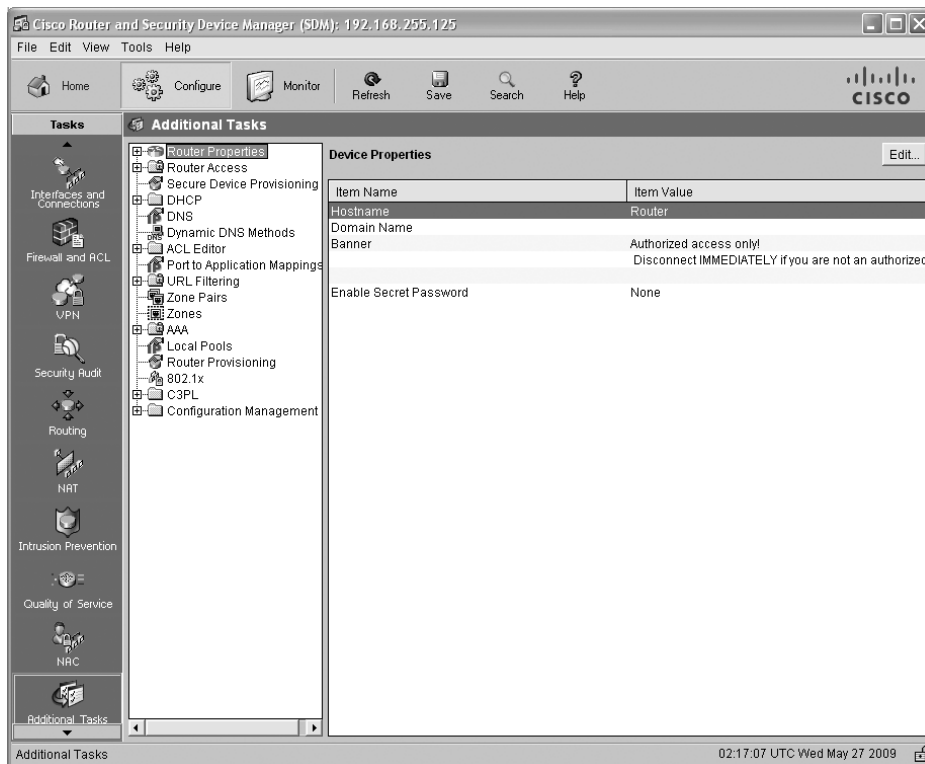 Cisco Router and Security Device Manager (SDM): 192.168.255.125
File Edit View Tools Help
Home
Configure
Monitor
Refresh
Save
Search
Help
CISCO
Tasks
Interfaces and
Connections
Firewall and ACL
VPN
Security Audit
Routing
NAT
Intrusion Prevention
Quality of Service
NAC
Additional Tasks
Additional Tasks
Router Properties
Router Access
Secure Device Provisioning
DHCP
DNS
DNS
Dynamic DNS Methods
ACL Editor
Port to Application Mappings
URL Filtering
Zone Pairs
Zones
AAA
Local Pools
Router Provisioning
802.1x
C3PL
Configuration Management
Device Properties
Edit...
Item Name Item Value
Hostname Router
Domain Name
Banner Authorized access only!
Disconnect IMMEDIATELY if you are not an authorized
Enable Secret Password None
Additional Tasks
02:17:07 UTC Wed May 27 2009